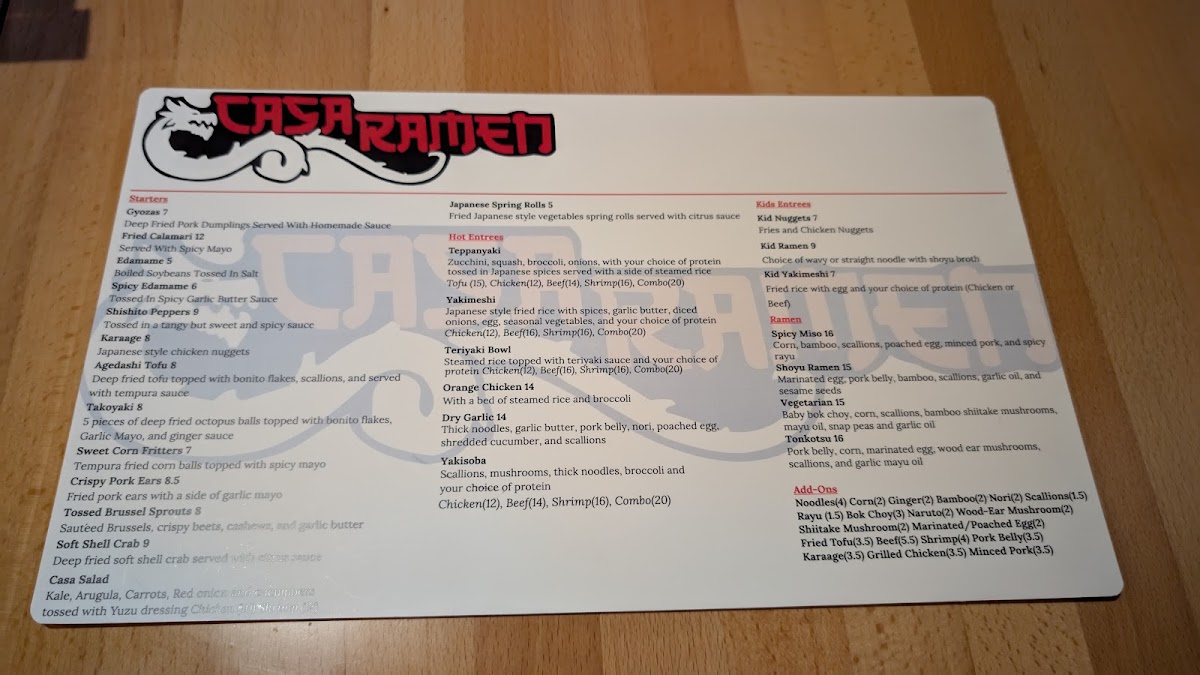 CASA RAMEN
Starters
Gyozas 7
Deep Fried Pork Dumplings Served With Homemade Sauce
Fried Calamari 12
Served With Spicy Mayo
Edamame 5
Boiled Soybeans Tossed In Salt
Spicy Edamame 6
Tossed In Spicy Garlic Butter Sauce
Shishito Peppers 9
Tossed in a tangy but sweet and spicy sauce
Karaage 8
Japanese style chicken nuggets
Agedashi Tofu 8
Deep fried tofu topped with bonito flakes, scallions, and served
with tempura sauce
Takoyaki 8
5 pieces of deep fried octopus balls topped with bonito flakes,
Garlic Mayo, and ginger sauce
Sweet Corn Fritters 7
Tempura fried corn balls topped with spicy mayo
Crispy Pork Ears 8.5
Fried pork ears with a side of garlic mayo
Tossed Brussel Sprouts 8
Sauteed Brussels, crispy beets, cashews, and garlic butter
Soft Shell Crab 9
Deep fried soft shell crab served with citrus sauce
Casa Salad
Kale, Arugula, Carrots, Red onion and
tossed with Yuzu dressing
Japanese Spring Rolls 5
Fried Japanese style vegetables spring rolls served with citrus sauce
Hot Entrees
Teppanyaki
Zucchini, squash, broccoli, onions, with your choice of protein
tossed in Japanese spices served with a side of steamed rice
Tofu (15), Chicken(12), Beef(14), Shrimp(16), Combo(20)
Yakimeshi
Japanese style fried rice with spices, garlic butter, diced
onions, egg, seasonal vegetables, and your choice of protein
Chicken(12), Beef(16), Shrimp(16), Combo(20)
Teriyaki Bowl
Steamed rice topped with teriyaki sauce and your choice of
protein Chicken(12), Beef(16), Shrimp(16), Combo(20)
Orange Chicken 14
With a bed of steamed rice and broccoli
Dry Garlic 14
Thick noodles, garlic butter, pork belly, nori, poached egg,
shredded cucumber, and scallions
Yakisoba
Scallions, mushrooms, thick noodles, broccoli and
your choice of protein
Chicken(12), Beef(14), Shrimp(16), Combo(20)
Kids Entrees
Kid Nuggets 7
Fries and Chicken Nuggets
Kid Ramen 9
Choice of wavy or straight noodle with shoyu broth
Kid Yakimeshi 7
Fried rice with egg and your choice of protein (Chicken or
Beef)
Ramen
Spicy Miso 16
Corn, bamboo, scallions, poached egg, minced pork, and spicy
rayu
Shoyu Ramen 15
Marinated egg, pork belly, bamboo, scallions, garlic oil, and
sesame seeds
Vegetarian 15
Baby bok choy, corn, scallions, bamboo shiitake mushrooms,
mayu oil, snap peas and garlic oil
Tonkotsu 16
Pork belly, corn, marinated egg, wood ear mushrooms,
scallions, and garlic mayu oil
Add-Ons
Noodles(4) Corn(2) Ginger(2) Bamboo(2) Nori(2) Scallions(1.5)
Rayu (1.5) Bok Choy(3) Naruto(2) Wood-Ear Mushroom(2)
Shiitake Mushroom(2) Marinated/Poached Egg(2)
Fried Tofu(3.5) Beef(5.5) Shrimp(4) Pork Belly(3.5)
Karaage(3.5) Grilled Chicken(3.5) Minced Pork(3.5)
CASA RAMEN